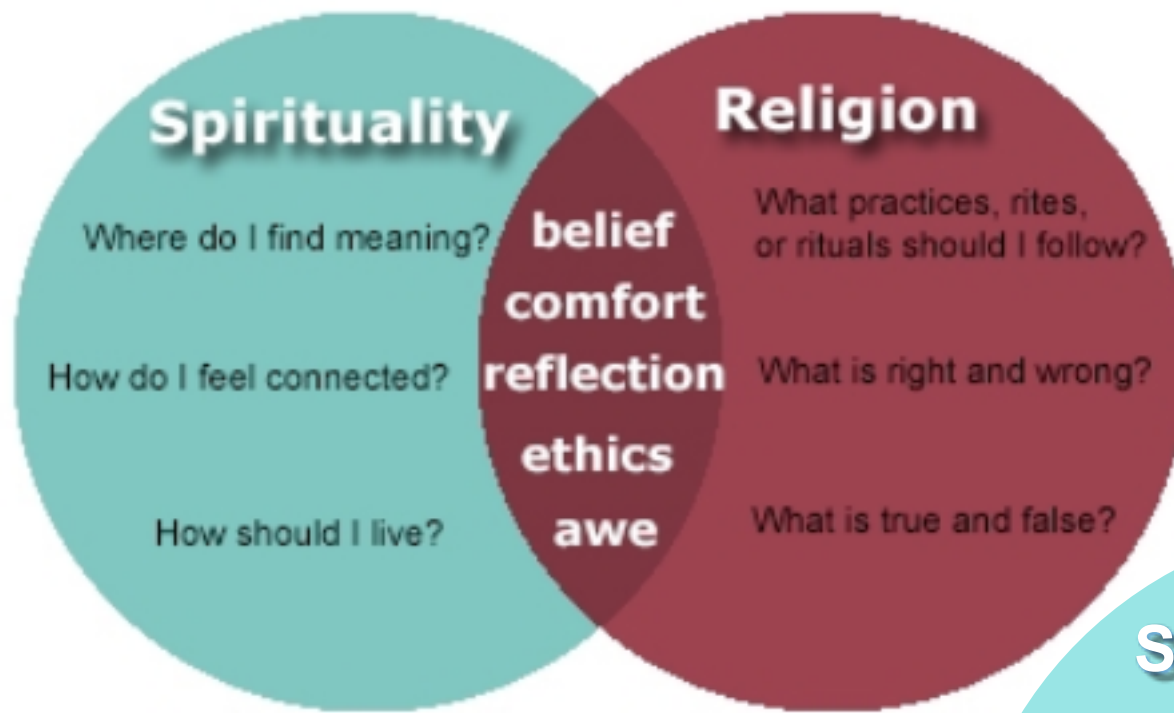 Spirituality
Where do I find meaning?
How do I feel connected?
How should I live?
belief
comfort
reflection
ethics
awe
Religion
What practices, rites,
or rituals should I follow?
What is right and wrong?
What is true and false?
S